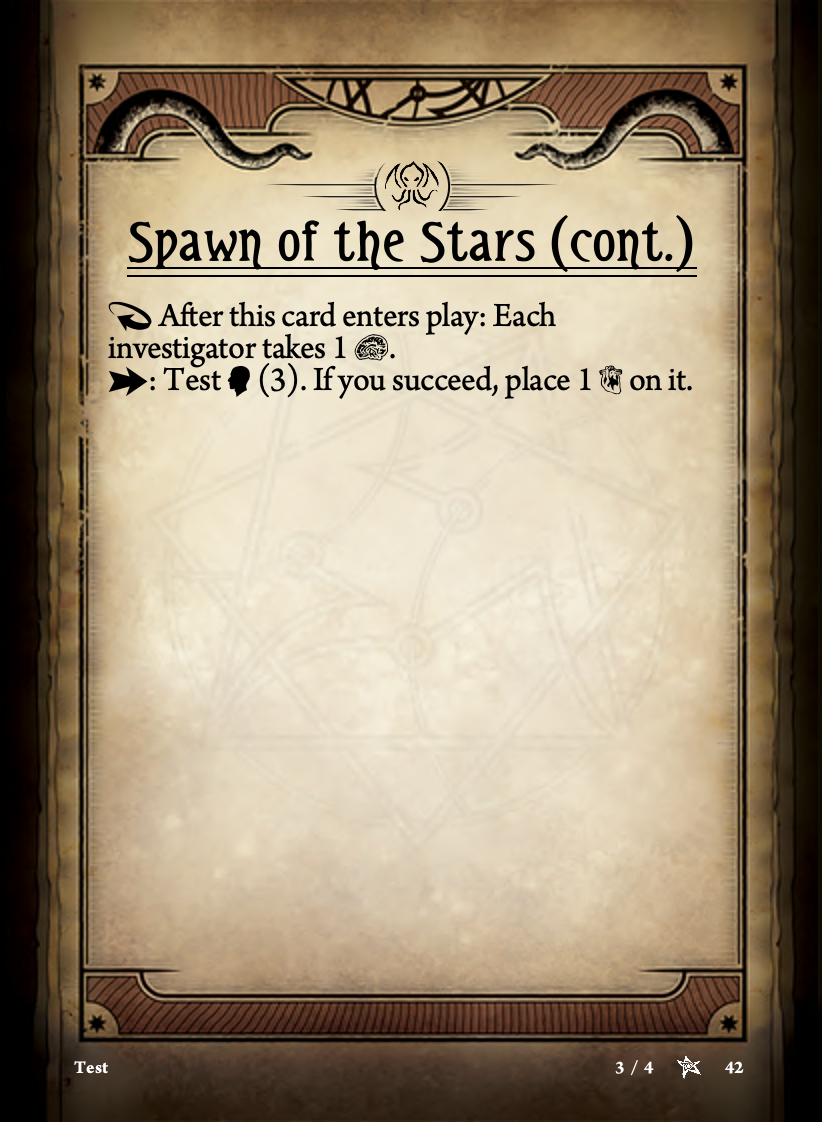 Spawn of the Stars (cont.)
After this card enters play: Each
investigator takes 1 .
: Test (3). If you succeed, place 1 on it.
Test
3 / 4 42